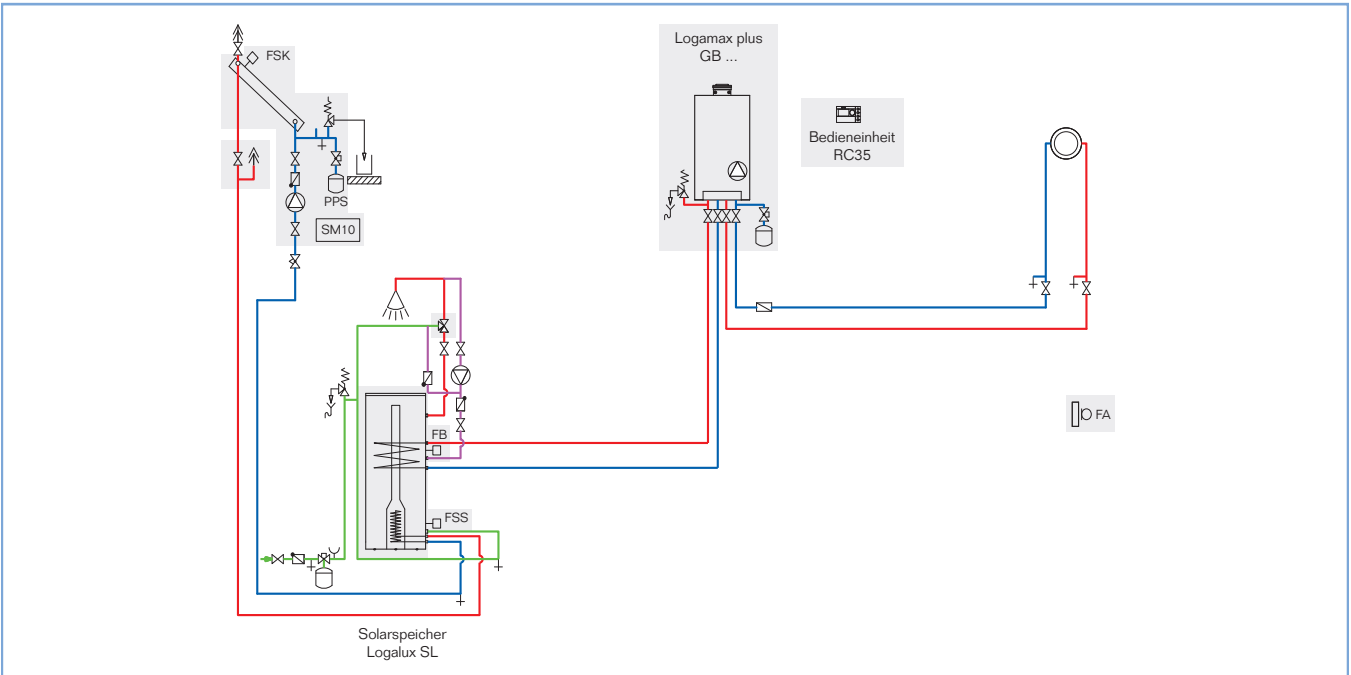 FSK
PPS
SM10
Logamax plus
GB ...
Bedieneinheit
RC35
FA
FB
FSS
Solarspeicher
Logalux SL